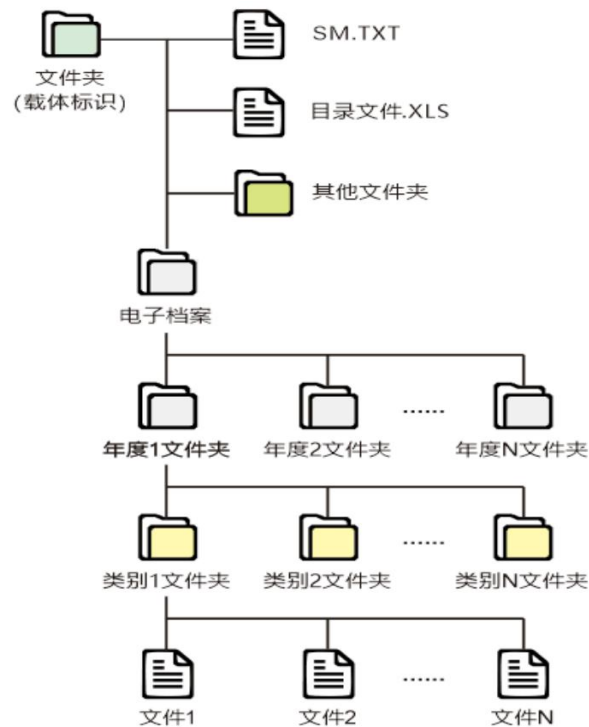 SM.TXT
文件夹
(载体标识)
目录文件.XLS
其他文件夹
电子档案
年度1文件夹
年度2文件夹
......
年度N文件夹
类别1文件夹
类别2文件夹
......
类别N文件夹
文件1
文件2
......
文件N